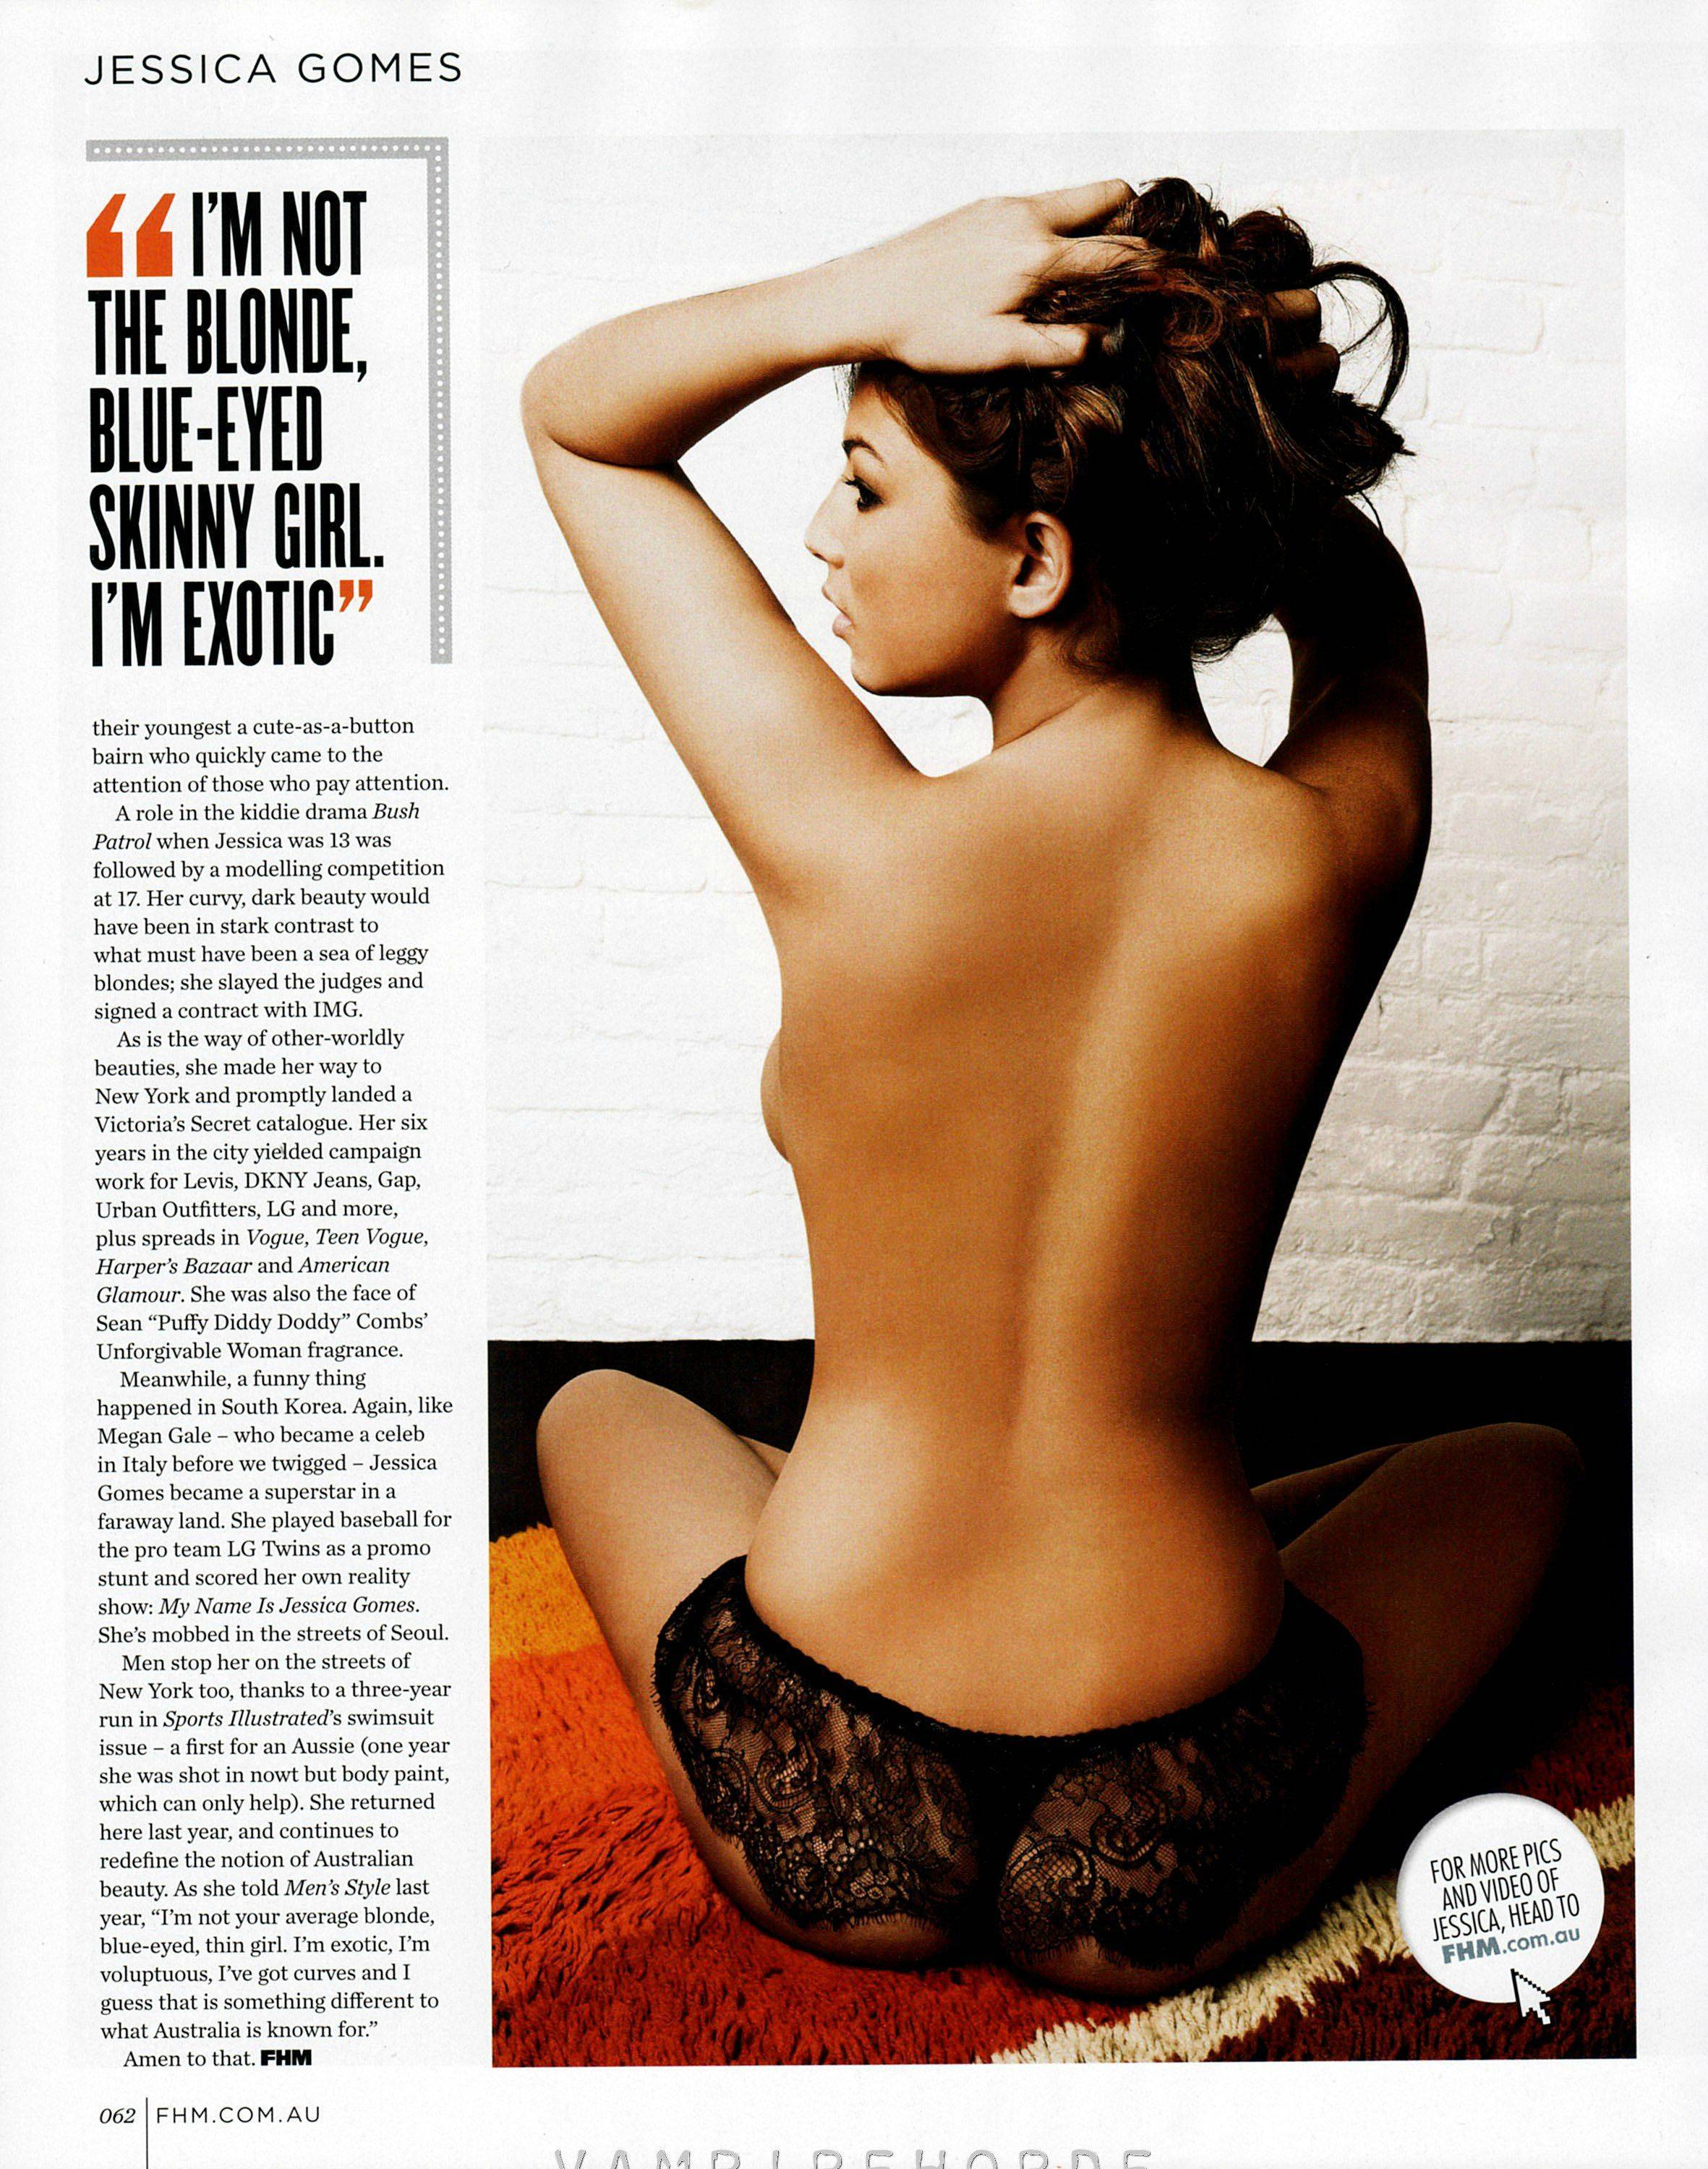 JESSICA GOMES
“I’M NOT
THE BLONDE,
BLUE-EYED
SKINNY GIRL.
I’M EXOTIC”
their youngest a cute-as-a-button
bairn who quickly came to the
attention of those who pay attention.
A role in the kiddie drama Bush
Patrol when Jessica was 13 was
followed by a modelling competition
at 17. Her curvy, dark beauty would
have been in stark contrast to
what must have been a sea of leggy
blondes; she slayed the judges and
signed a contract with IMG.
As is the way of other-worldly
beauties, she made her way to
New York and promptly landed a
Victoria’s Secret catalogue. Her six
years in the city yielded campaign
work for Levis, DKNY Jeans, Gap,
Urban Outfitters, LG and more,
plus spreads in Vogue, Teen Vogue,
Harper’s Bazaar and American
Glamour. She was also the face of
Sean “Puffy Diddy Doddy” Combs’
Unforgivable Woman fragrance.
Meanwhile, a funny thing
happened in South Korea. Again, like
Megan Gale – who became a celeb
in Italy before we twigged – Jessica
Gomes became a superstar in a
faraway land. She played baseball for
the pro team LG Twins as a promo
stunt and scored her own reality
show: My Name Is Jessica Gomes.
She’s mobbed in the streets of Seoul.
Men stop her on the streets of
New York too, thanks to a three-year
run in Sports Illustrated’s swimsuit
issue – a first for an Aussie (one year
she was shot in nowt but body paint,
which can only help). She returned
here last year, and continues to
redefine the notion of Australian
beauty. As she told Men’s Style last
year, “I’m not your average blonde,
blue-eyed, thin girl. I’m exotic, I’m
voluptuous, I’ve got curves and I
guess that is something different to
what Australia is known for.”
Amen to that. FHM
FOR MORE PICS
AND VIDEO OF
JESSICA, HEAD TO
FHM.com.au
062 FHM.COM.AU
VAMPIREHORDE